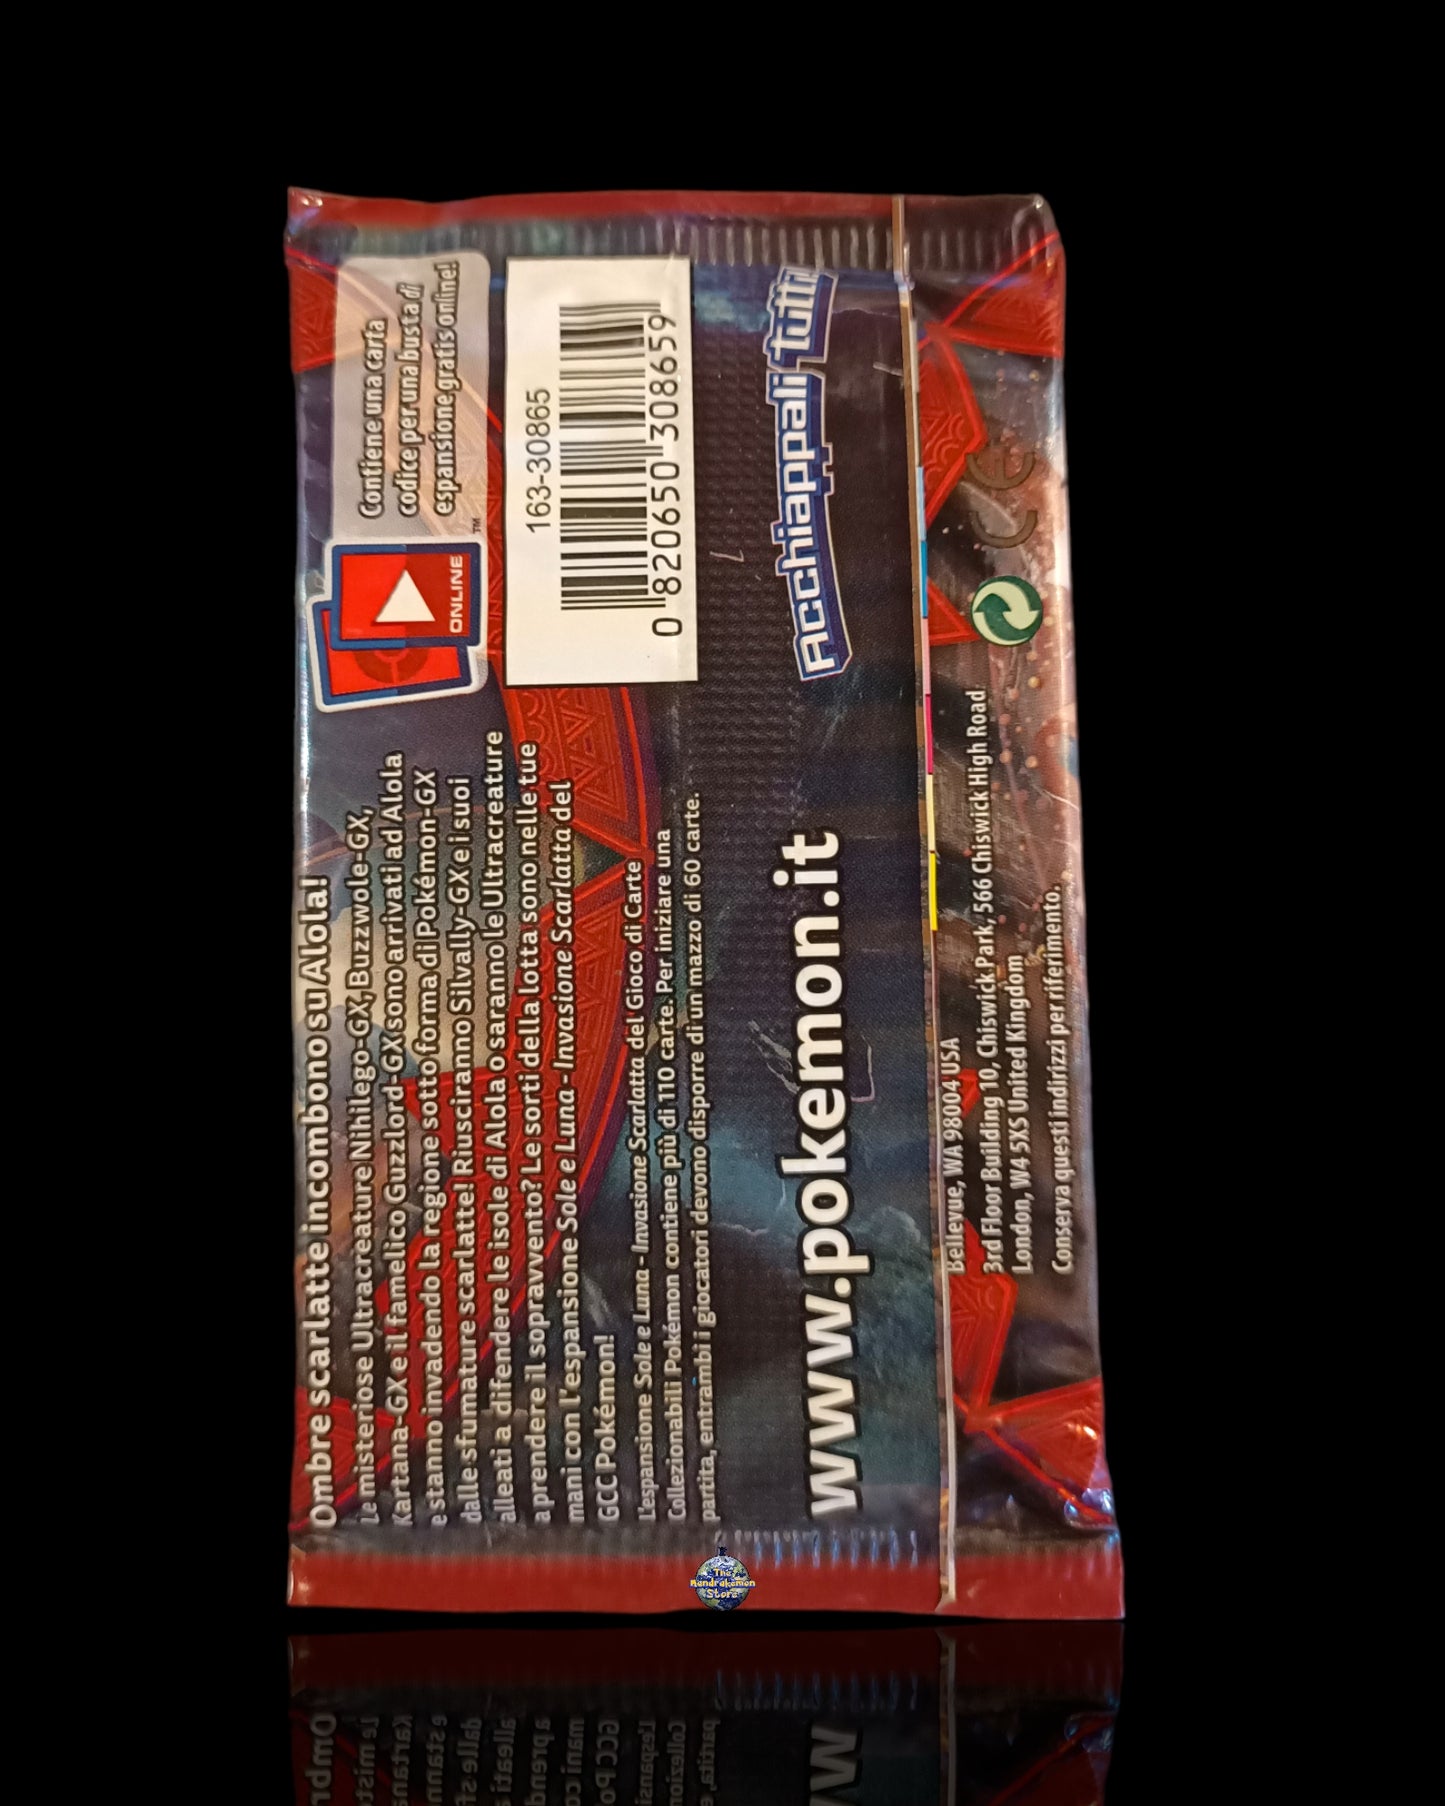 Ombre scarlatte incombono su Alola!
Le misteriose Ultracreature Nihilego-GX, Buzzwole-GX,
Kartana-GX e il famelico Guzzlord-GX sono arrivati ad Alola
e stanno invadendo la regione sotto forma di Pokémon-GX
dalle sfumature scarlatte! Riusciranno Silvally-GX e i suoi
alleati a difendere le isole di Alola o saranno le Ultracreature
a prendere il sopravvento? Le sorti della lotta sono nelle tue
mani con l'espansione Sole e Luna - Invasione Scarlatta del
GCC Pokémon!
L'espansione Sole e Luna - Invasione Scarlatta del Gioco di Carte
Collezionabili Pokémon contiene più di 110 carte. Per iniziare una
partita, entrambi i giocatori devono disporre di un mazzo di 60 carte.
ONLINE
TM
Contiene una carta
codice per una busta di
espansione gratis online!
163-30865
0 820650 308659
www.pokemon.it
Acchiappali tutti!
Bellevue, WA 98004 USA
3rd Floor Building 10, Chiswick Park, 566 Chiswick High Road
London, W4 5XS United Kingdom
Conserva questi indirizzi per riferimento.
CE
The
Mandrakemon
Store